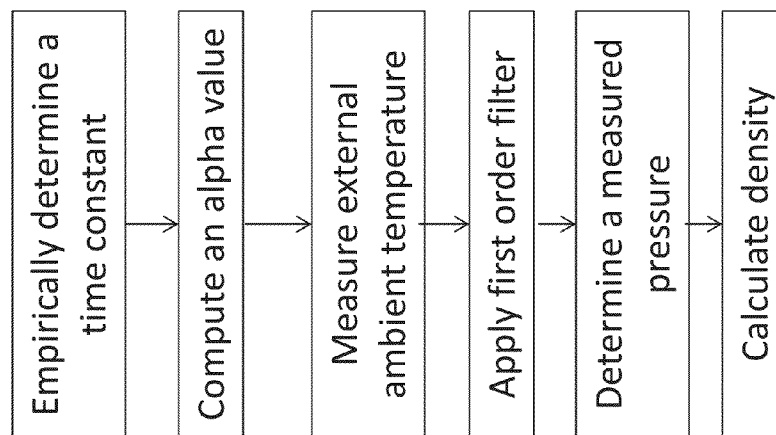 Empirically determine a
time constant
Compute an alpha value
Measure external
ambient temperature
Apply first order filter
Determine a measured
pressure
Calculate density